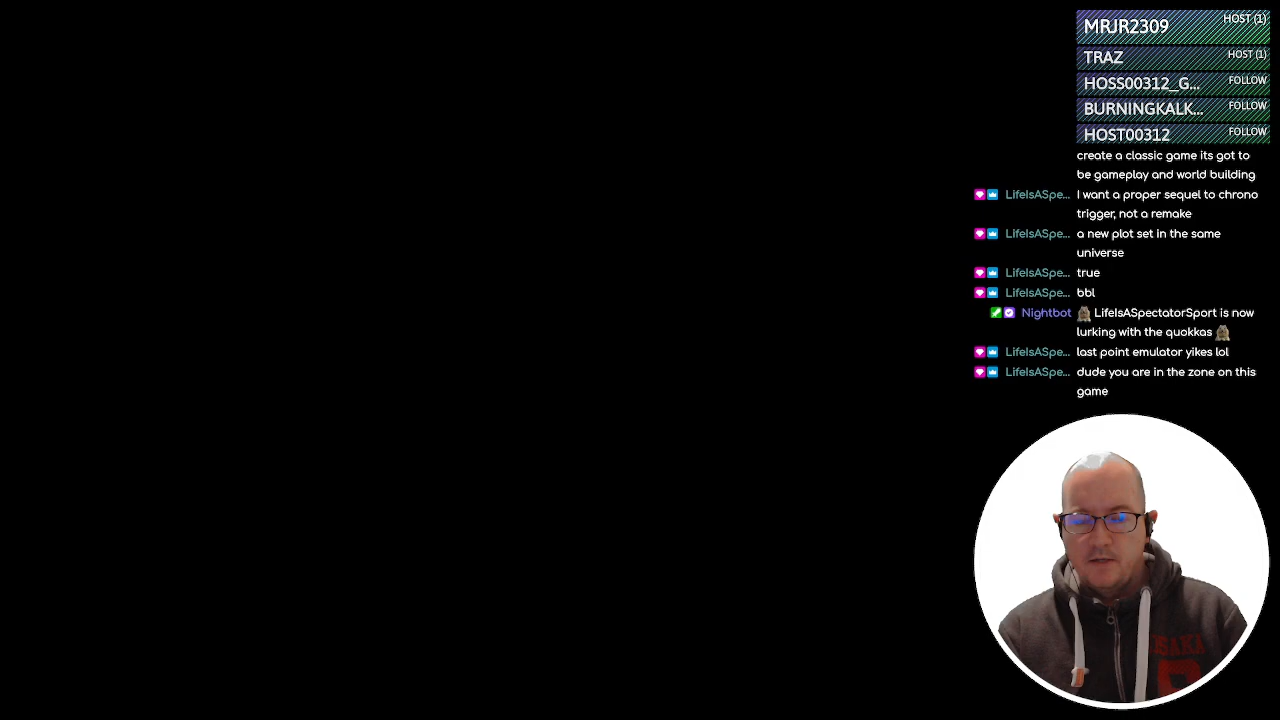 MRJR2309 HOST (1)
TRAZ HOST (1)
HOSS00312_G... FOLLOW
BURNINGKALK... FOLLOW
HOST00312 FOLLOW
create a classic game its got to
be gameplay and world building
LifeIsASpe... I want a proper sequel to chrono
trigger, not a remake
LifeIsASpe... a new plot set in the same
universe
LifeIsASpe... true
LifeIsASpe... bbl
Nightbot LifeIsASpectatorSport is now
lurking with the quokkas
LifeIsASpe... last point emulator yikes lol
LifeIsASpe... dude you are in the zone on this
game
OSAKA